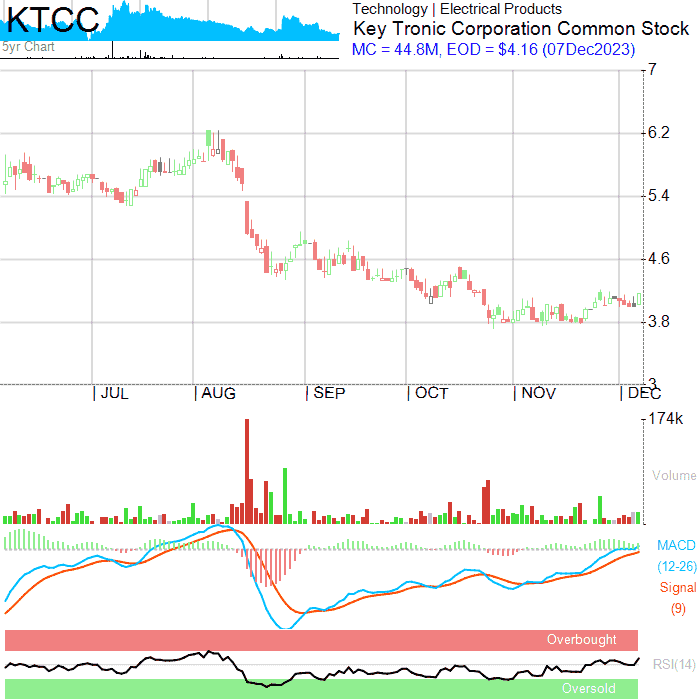 KTCC
5yr Chart
Technology | Electrical Products
Key Tronic Corporation Common Stock
MC = 44.8M, EOD = $4.16 (07Dec2023)
7
6.2
5.4
4.6
3.8
3
JUL AUG SEP OCT NOV DEC
174k
Volume
MACD
(12-26)
Signal
(9)
Overbought
RSI(14)
Oversold